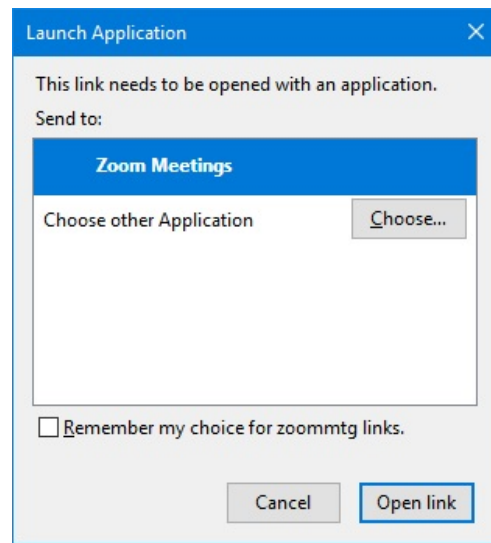 Launch Application
This link needs to be opened with an application.
Send to:
Zoom Meetings
Choose other Application
Choose...
Remember my choice for zoommtg links.
Cancel
Open link